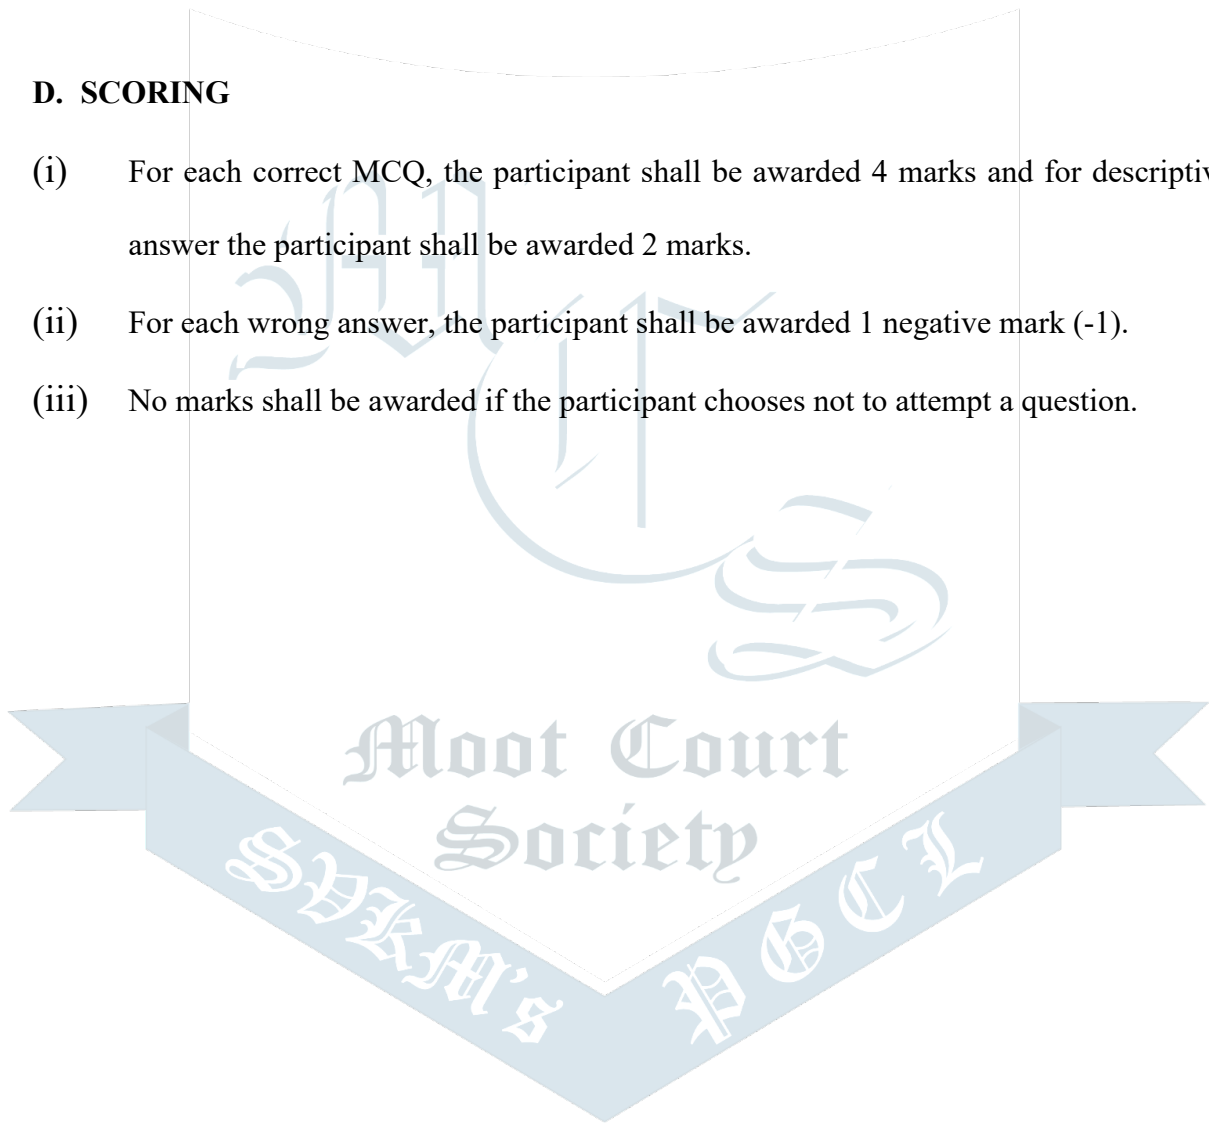 D. SCORING
(i) For each correct MCQ, the participant shall be awarded 4 marks and for descriptiv
answer the participant shall be awarded 2 marks.
(ii) For each wrong answer, the participant shall be awarded 1 negative mark (-1).
(iii) No marks shall be awarded if the participant chooses not to attempt a question.
MCS
Moot Court
Society
SVKM's PGCL